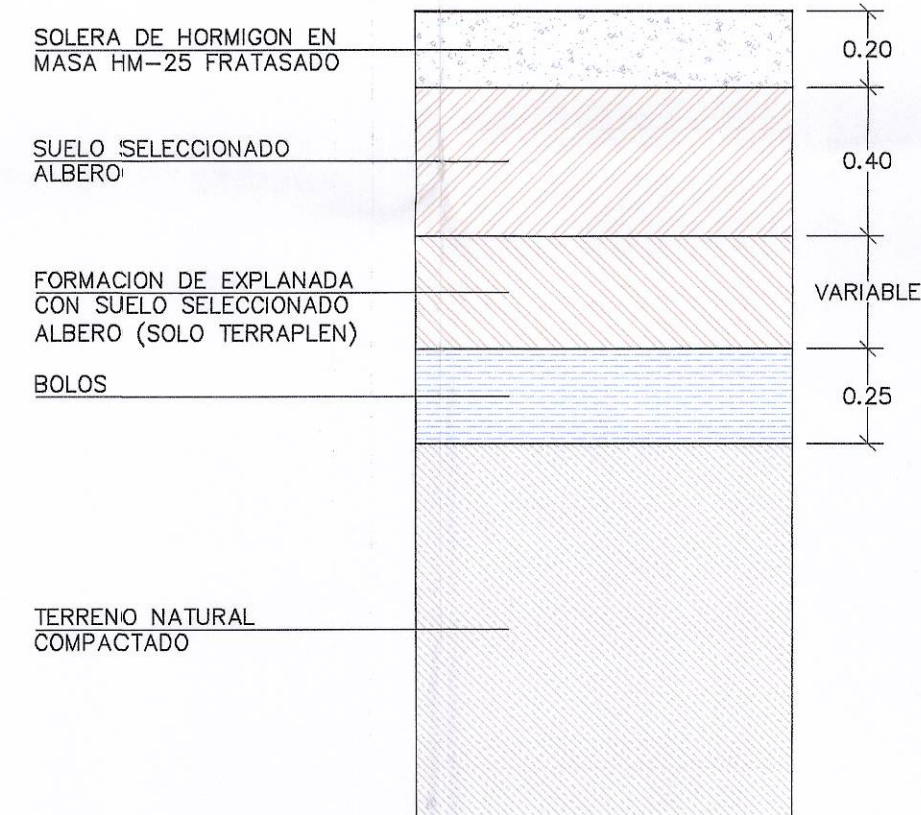 SOLERA DE HORMIGON EN
MASA HM-25 FRATASADO
0.20
SUELO SELECCIONADO
ALBERO
0.40
FORMACION DE EXPLANADA
CON SUELO SELECCIONADO
ALBERO (SOLO TERRAPLEN)
VARIABLE
BOLOS
0.25
TERRENO NATURAL
COMPACTADO